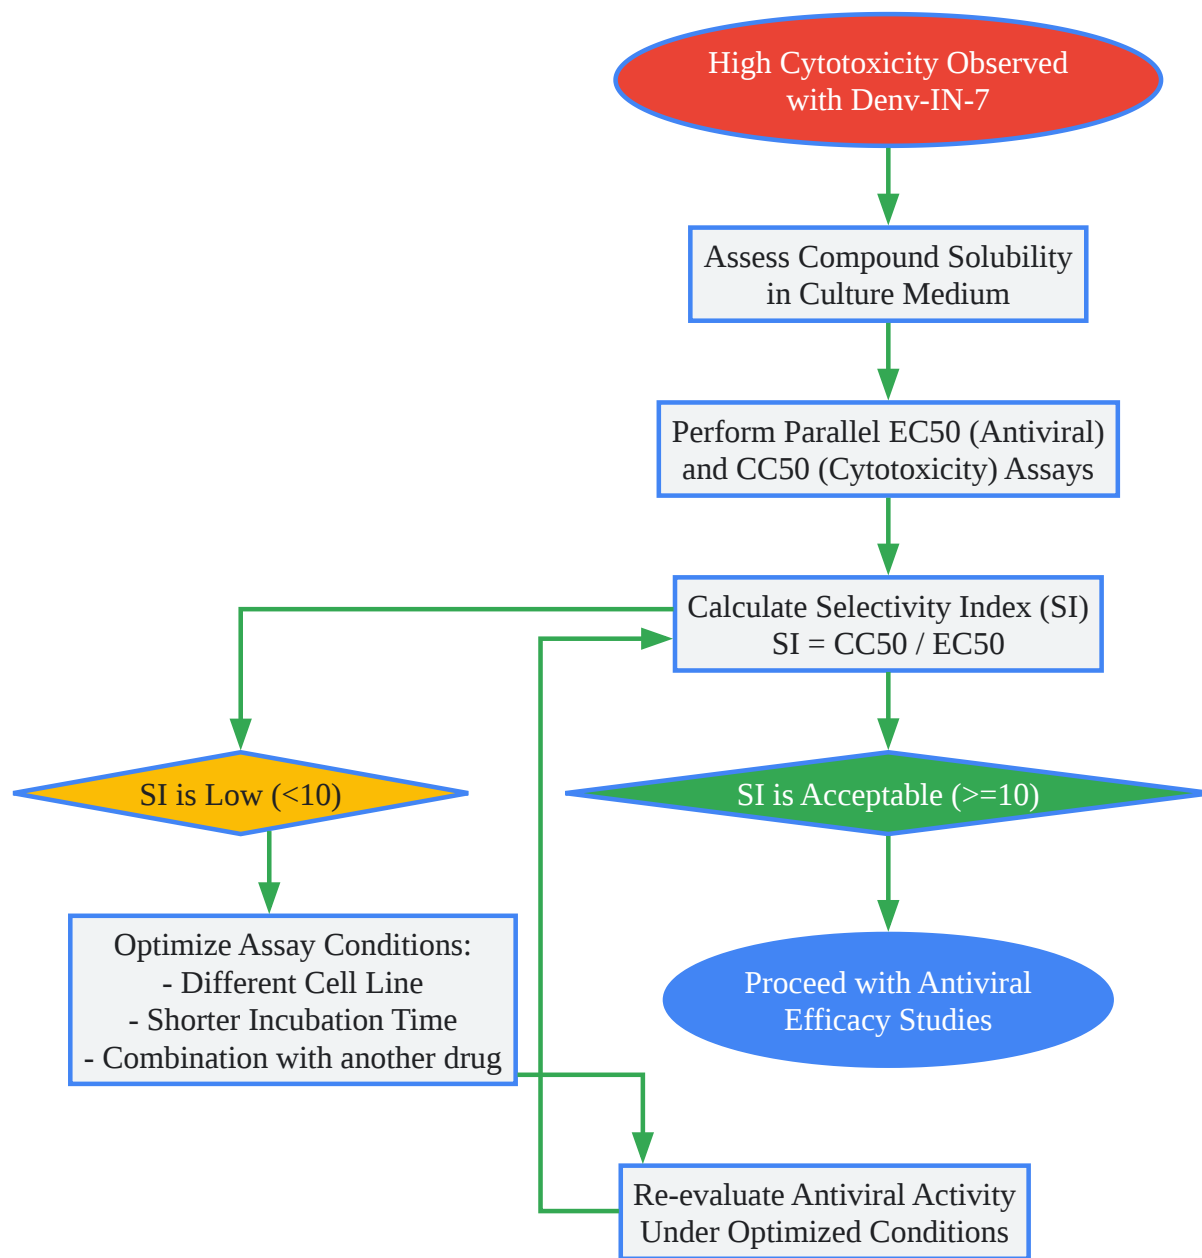 High Cytotoxicity Observed
with Denv-IN-7
Assess Compound Solubility
in Culture Medium
Perform Parallel EC50 (Antiviral)
and CC50 (Cytotoxicity) Assays
Calculate Selectivity Index (SI)
SI = CC50 / EC50
SI is Low (<10)
SI is Acceptable (>=10)
Optimize Assay Conditions:
- Different Cell Line
- Shorter Incubation Time
- Combination with another drug
Proceed with Antiviral
Efficacy Studies
Re-evaluate Antiviral Activity
Under Optimized Conditions